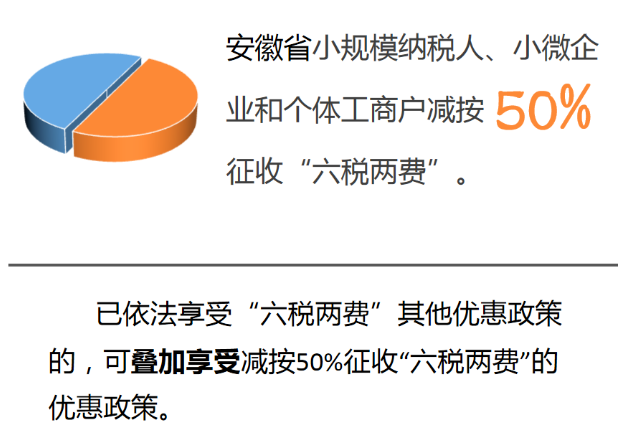 安徽省小规模纳税人、小微企
业和个体工商户减按 50%
征收“六税两费”。
已依法享受“六税两费”其他优惠政策
的，可叠加享受减按50%征收“六税两费”的
优惠政策。